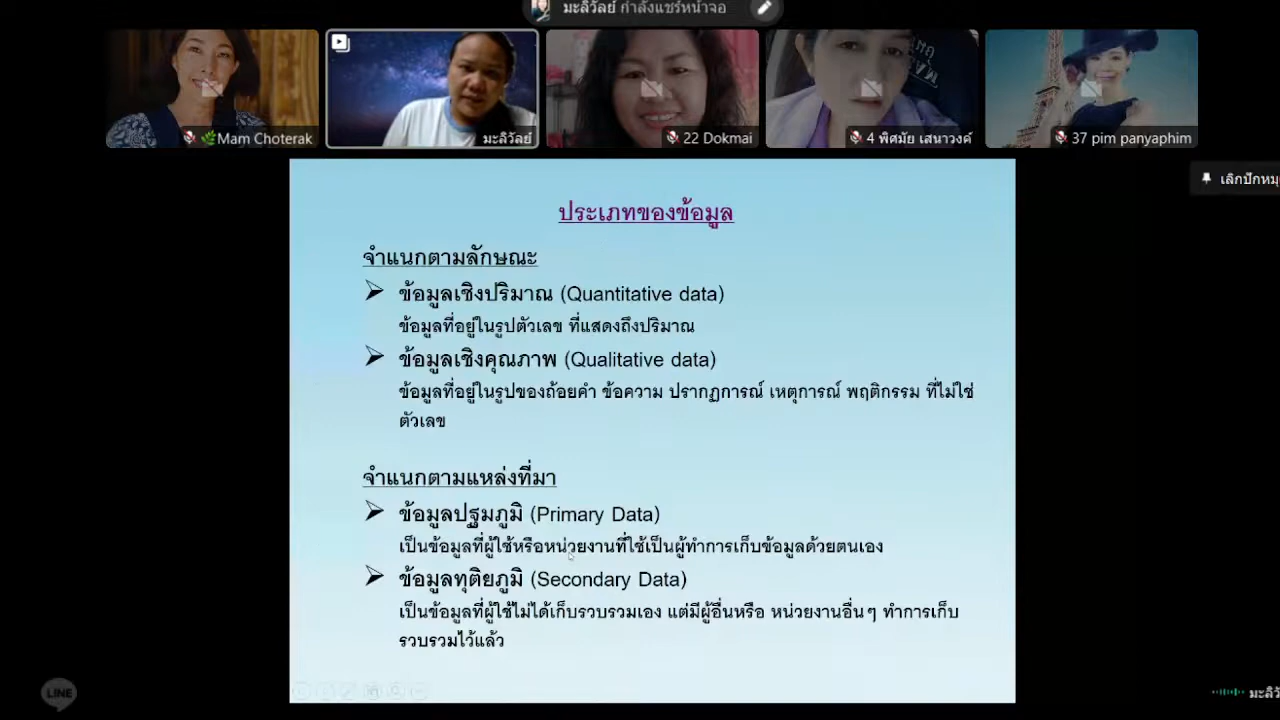 มะลิวัลย์ กำลังแชร์หน้าจอ
Mam Choterak
มะลิวัลย์
22 Dokmai
4 พิศมัย เสนาวงค์
37 pim panyaphim
เลิกปักหมุด
ประเภทของข้อมูล
จำแนกตามลักษณะ
ข้อมูลเชิงปริมาณ (Quantitative data)
ข้อมูลที่อยู่ในรูปตัวเลข ที่แสดงถึงปริมาณ
ข้อมูลเชิงคุณภาพ (Qualitative data)
ข้อมูลที่อยู่ในรูปของถ้อยคำ ข้อความ ปรากฏการณ์ เหตุการณ์ พฤติกรรม ที่ไม่ใช่
ตัวเลข
จำแนกตามแหล่งที่มา
ข้อมูลปฐมภูมิ (Primary Data)
เป็นข้อมูลที่ผู้ใช้หรือหน่วยงานที่ใช้เป็นผู้ทำการเก็บข้อมูลด้วยตนเอง
ข้อมูลทุติยภูมิ (Secondary Data)
เป็นข้อมูลที่ผู้ใช้ไม่ได้เก็บรวบรวมเอง แต่มีผู้อื่นหรือ หน่วยงานอื่นๆ ทำการเก็บ
รวบรวมไว้แล้ว
LINE